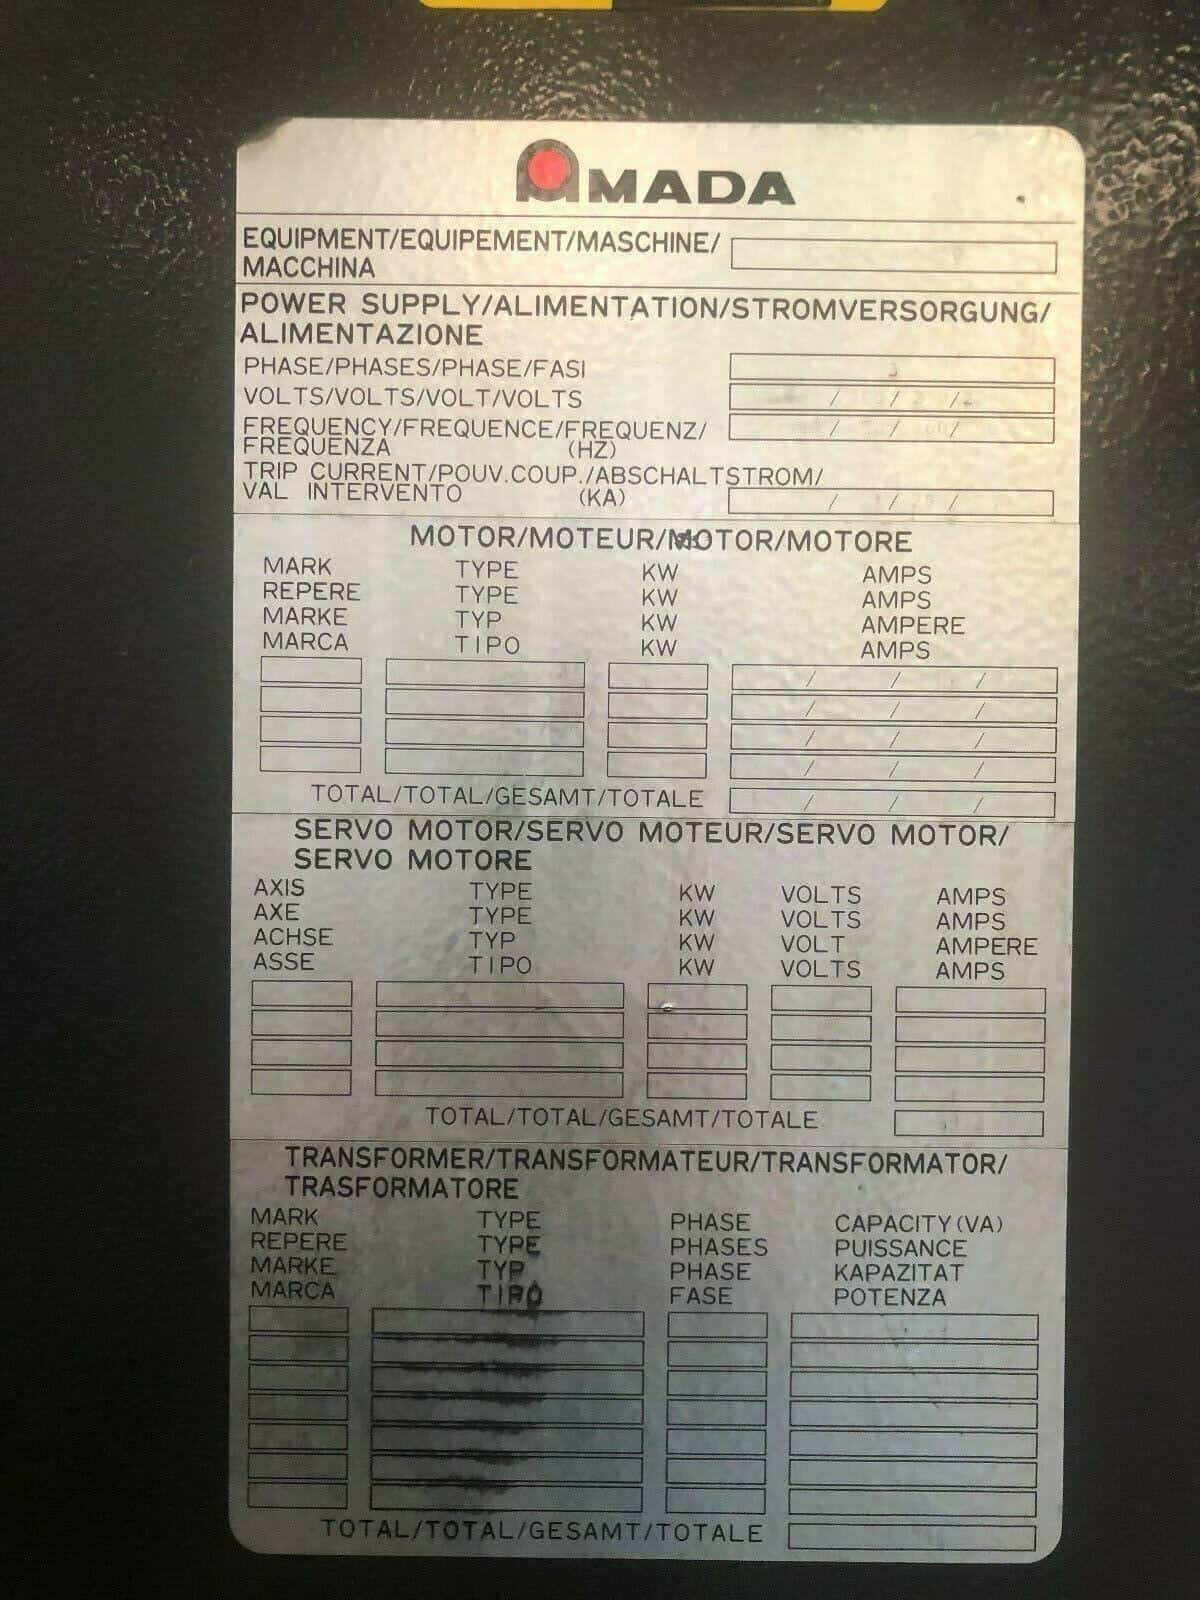 AMADA
EQUIPMENT/EQUIPEMENT/MASCHINE/
MACCHINA
POWER SUPPLY/ALIMENTATION/STROMVERSORGUNG/
ALIMENTAZIONE
PHASE/PHASES/PHASE/FASI
VOLTS/VOLTS/VOLT/VOLTS / / /
FREQUENCY/FREQUENCE/FREQUENZ/
FREQUENZA (HZ) / / /
TRIP CURRENT/POUV.COUP./ABSCHALTSTROM/
VAL INTERVENTO (KA) / / /
MOTOR/MOTEUR/MOTOR/MOTORE
MARK TYPE KW AMPS
REPERE TYPE KW AMPS
MARKE TYP KW AMPERE
MARCA TIPO KW AMPS
/ / /
/ / /
/ / /
/ / /
TOTAL/TOTAL/GESAMT/TOTALE / / /
SERVO MOTOR/SERVO MOTEUR/SERVO MOTOR/
SERVO MOTORE
AXIS TYPE KW VOLTS AMPS
AXE TYPE KW VOLTS AMPS
ACHSE TYP KW VOLT AMPERE
ASSE TIPO KW VOLTS AMPS
TOTAL/TOTAL/GESAMT/TOTALE
TRANSFORMER/TRANSFORMATEUR/TRANSFORMATOR/
TRASFORMATORE
MARK TYPE PHASE CAPACITY(VA)
REPERE TYPE PHASES PUISSANCE
MARKE TYP PHASE KAPAZITAT
MARCA TIPO FASE POTENZA
TOTAL/TOTAL/GESAMT/TOTALE